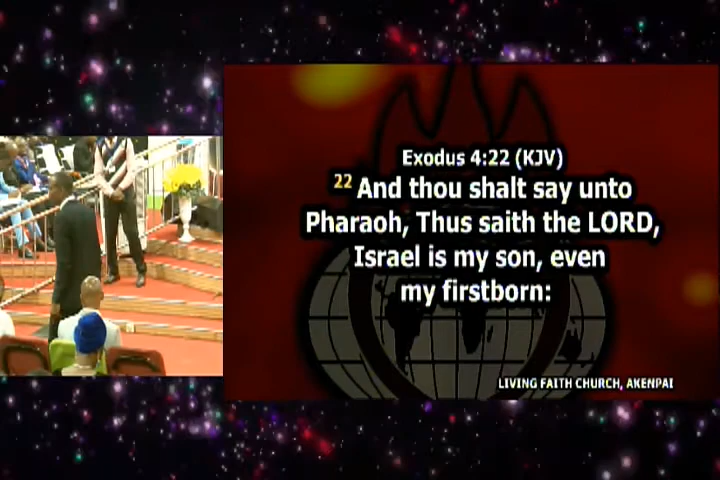 Exodus 4:22 (KJV)
22 And thou shalt say unto
Pharaoh, Thus saith the LORD,
Israel is my son, even
my firstborn:
LIVING FAITH CHURCH, AKENPAI